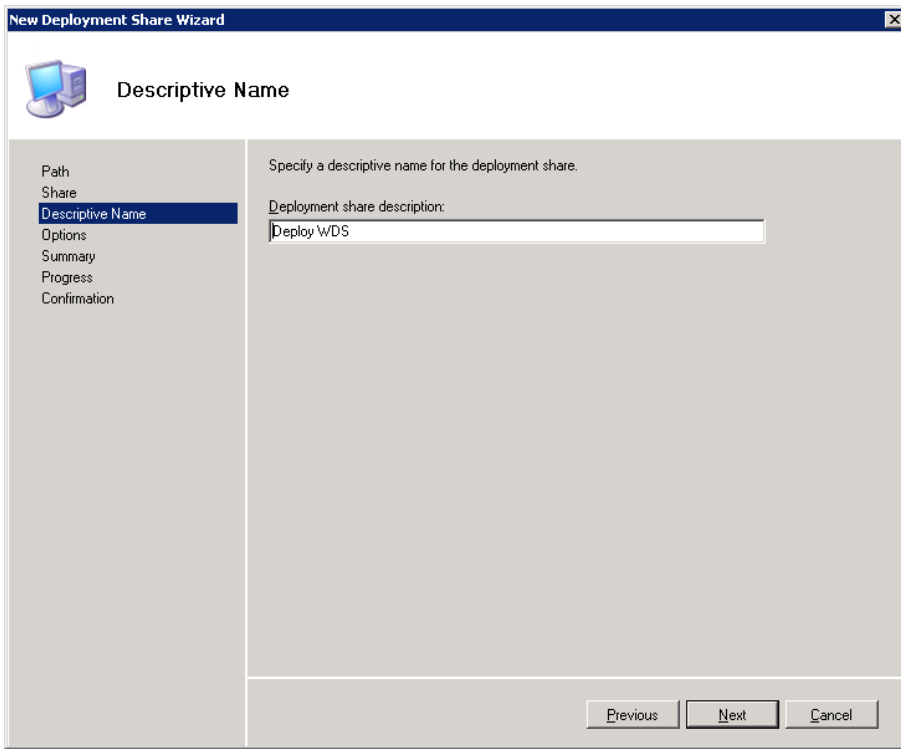 New Deployment Share Wizard
Descriptive Name
Path
Share
Descriptive Name
Options
Summary
Progress
Confirmation
Specify a descriptive name for the deployment share.
Deployment share description:
Deploy WDS
Previous
Next
Cancel